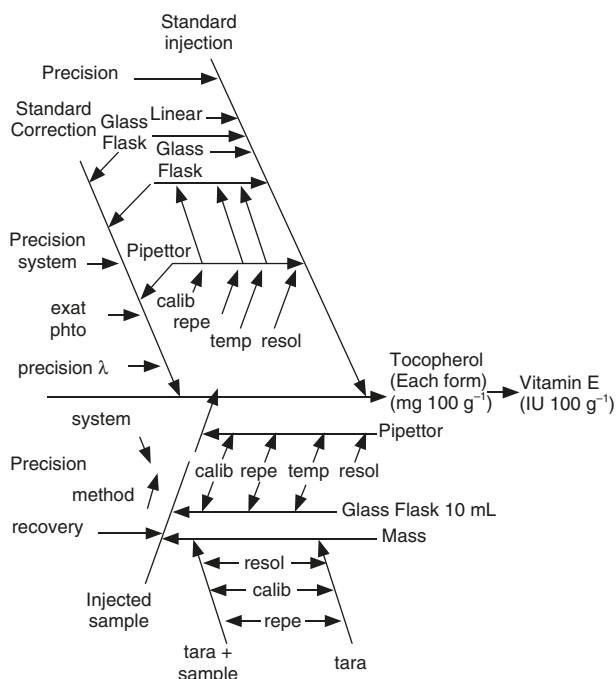 Standard
injection
Precision
Standard
Correction
Glass
Flask
Linear
Glass
Flask
Precision
system
Pipettor
calib
repe
temp
resol
exat
phto
precision λ
Tocopherol
(Each form)
(mg 100 g⁻¹)
Vitamin E
(IU 100 g⁻¹)
system
Pipettor
Precision
calib
repe
temp
resol
method
Glass Flask 10 mL
recovery
Mass
resol
calib
Injected
sample
repe
tara +
sample
tara